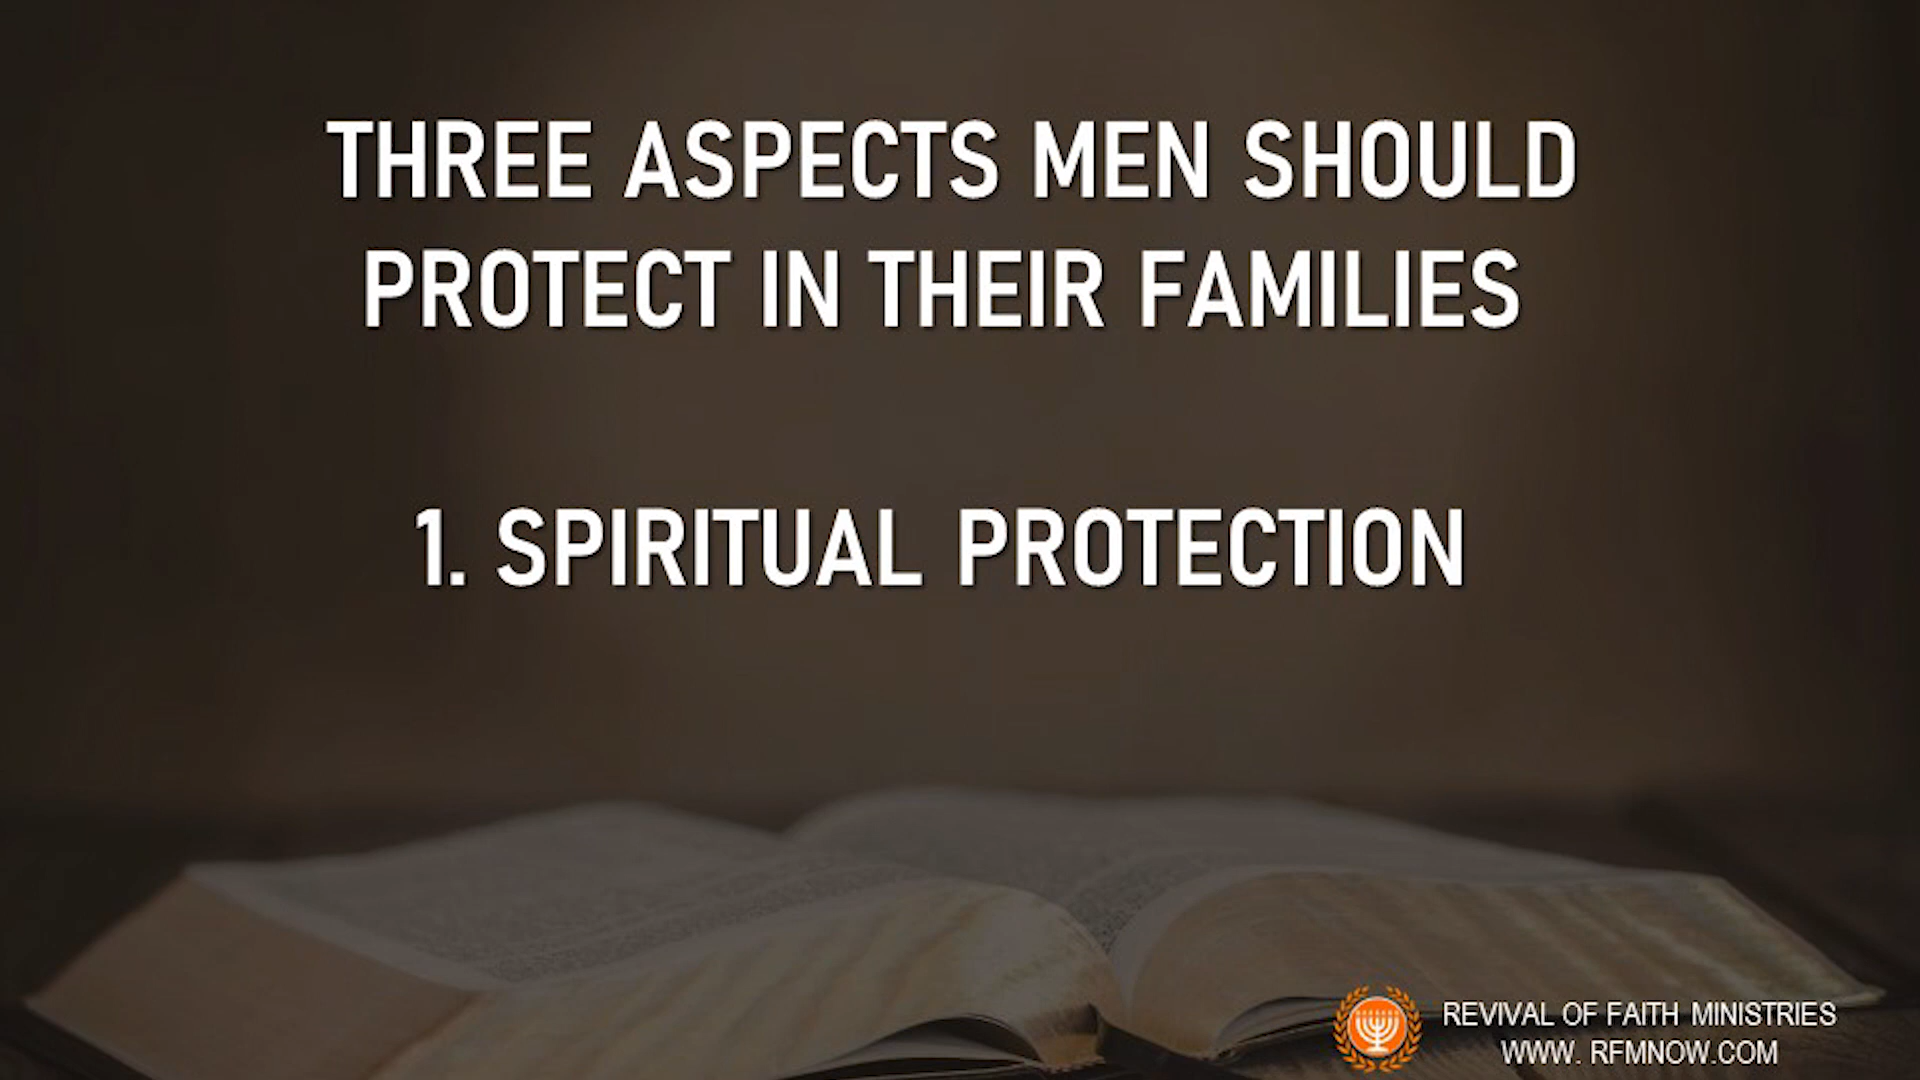 THREE ASPECTS MEN SHOULD
PROTECT IN THEIR FAMILIES
1. SPIRITUAL PROTECTION
REVIVAL OF FAITH MINISTRIES
WWW. RFMNOW.COM